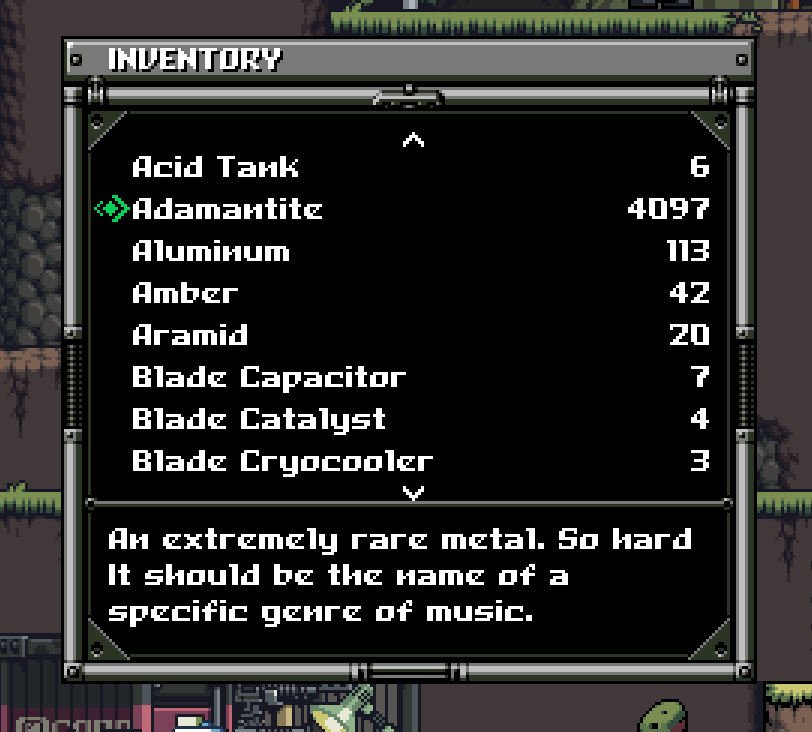 INVENTORY
Acid Tank 6
Adamantite 4097
Aluminum 113
Amber 42
Aramid 20
Blade Capacitor 7
Blade Catalyst 4
Blade Cryocooler 3
An extremely rare metal. So hard
It should be the name of a
specific genre of music.